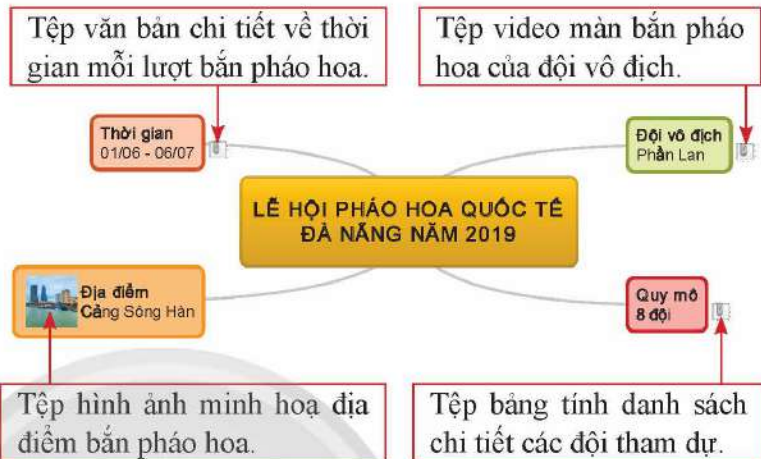 Tệp văn bản chi tiết về thời
gian mỗi lượt bắn pháo hoa.
Tệp video màn bắn pháo
hoa của đội vô địch.
Thời gian
01/06 - 06/07
Đội vô địch
Phần Lan
LỄ HỘI PHÁO HOA QUỐC TẾ
ĐÀ NẴNG NĂM 2019
Địa điểm
Cảng Sông Hàn
Quy mô
8 đội
Tệp hình ảnh minh hoạ địa
điểm bắn pháo hoa.
Tệp bảng tính danh sách
chi tiết các đội tham dự.